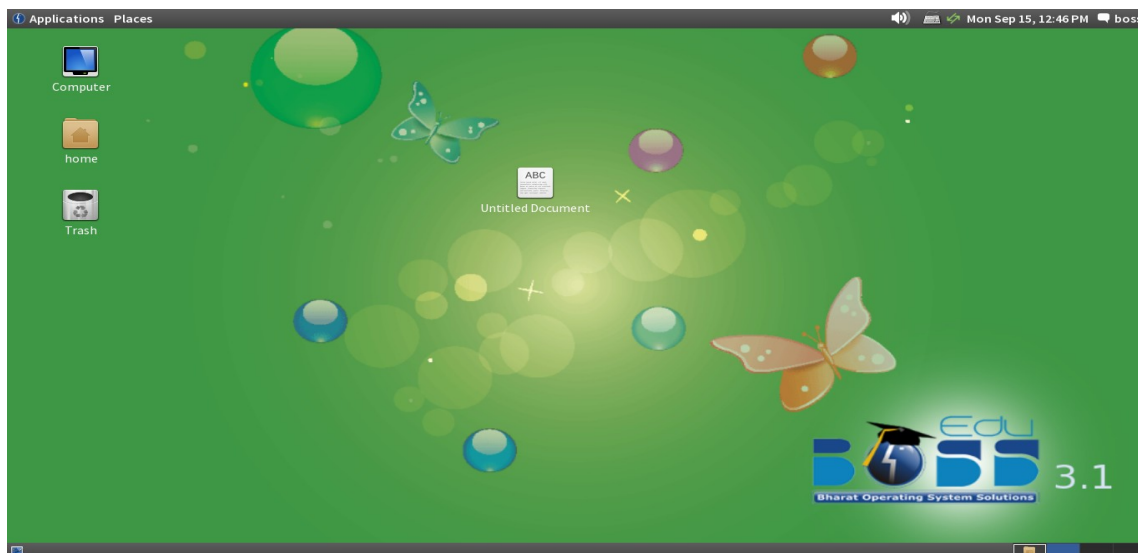 Applications Places
Mon Sep 15, 12:46 PM bos
Computer
home
Trash
ABC
Untitled Document
Edu
BOSS 3.1
Bharat Operating System Solutions